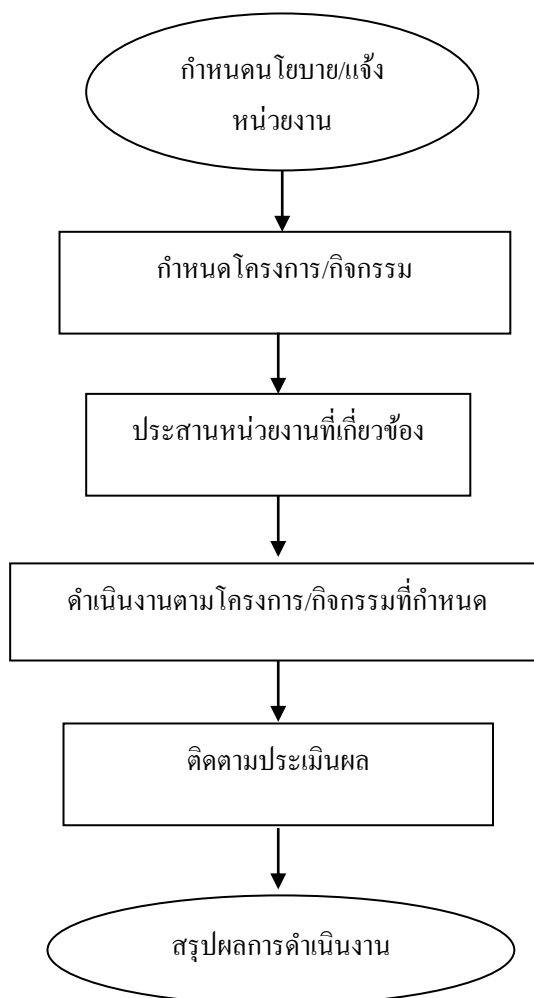 กำหนดนโยบาย/แจ้ง
หน่วยงาน
กำหนดโครงการ/กิจกรรม
ประสานหน่วยงานที่เกี่ยวข้อง
ดำเนินงานตามโครงการ/กิจกรรมที่กำหนด
ติดตามประเมินผล
สรุปผลการดำเนินงาน